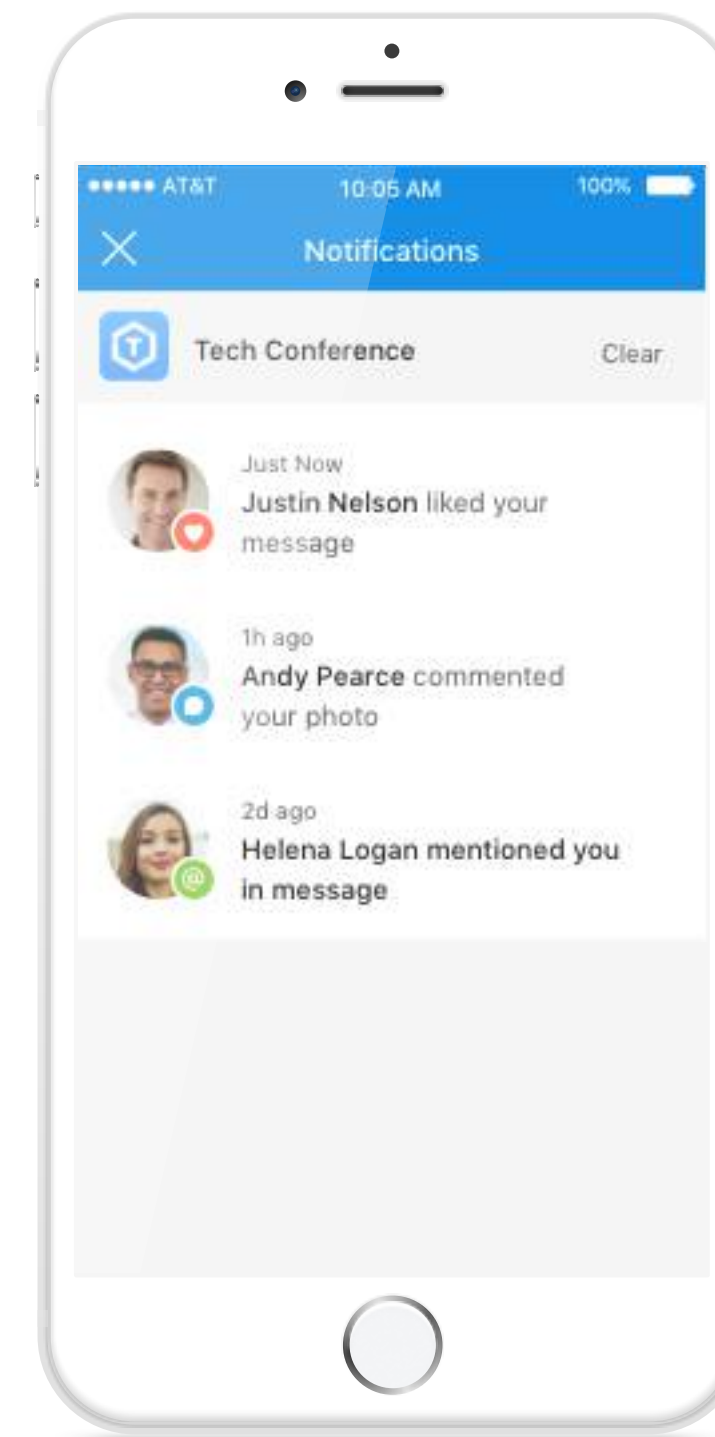 AT&T 10:05 AM 100%
Notifications
Tech Conference Clear
Just Now
Justin Nelson liked your
message
1h ago
Andy Pearce commented
your photo
2d ago
Helena Logan mentioned you
in message